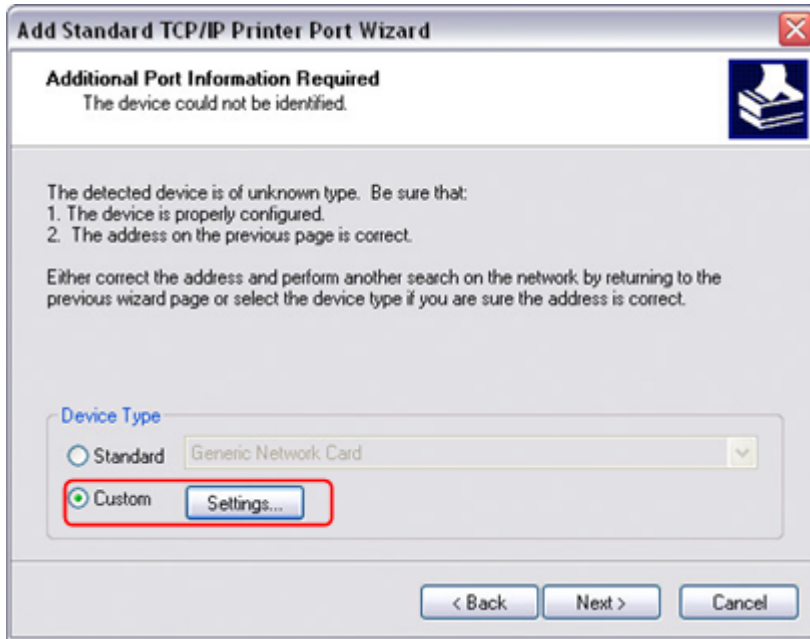 Add Standard TCP/IP Printer Port Wizard
Additional Port Information Required
The device could not be identified.
The detected device is of unknown type. Be sure that:
1. The device is properly configured.
2. The address on the previous page is correct.
Either correct the address and perform another search on the network by returning to the
previous wizard page or select the device type if you are sure the address is correct.
Device Type
Standard Generic Network Card
Custom Settings...
< Back Next > Cancel